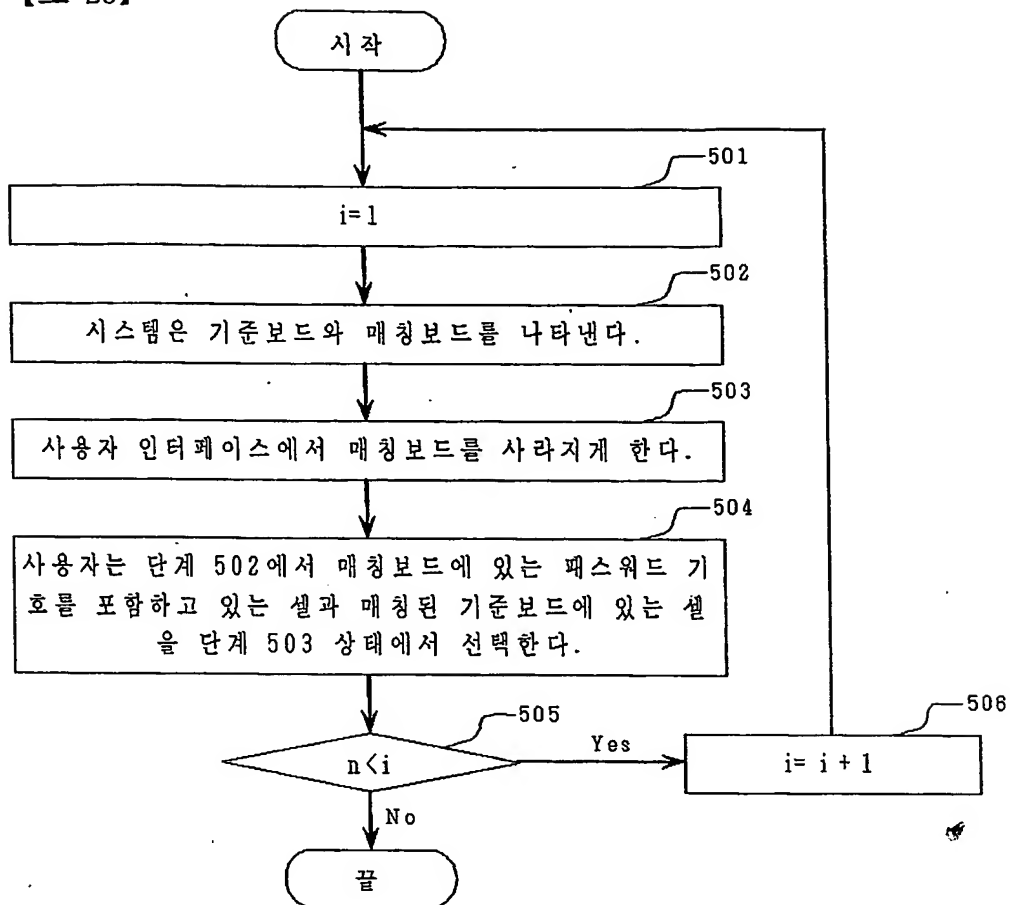 시작
501
i=1
502
시스템은 기준보드와 매칭보드를 나타낸다.
503
사용자 인터페이스에서 매칭보드를 사라지게 한다.
504
사용자는 단계 502에서 매칭보드에 있는 패스워드 기
호를 포함하고 있는 셀과 매칭된 기준보드에 있는 셀
을 단계 503 상태에서 선택한다.
505
n<i
Yes
506
i= i + 1
No
끝